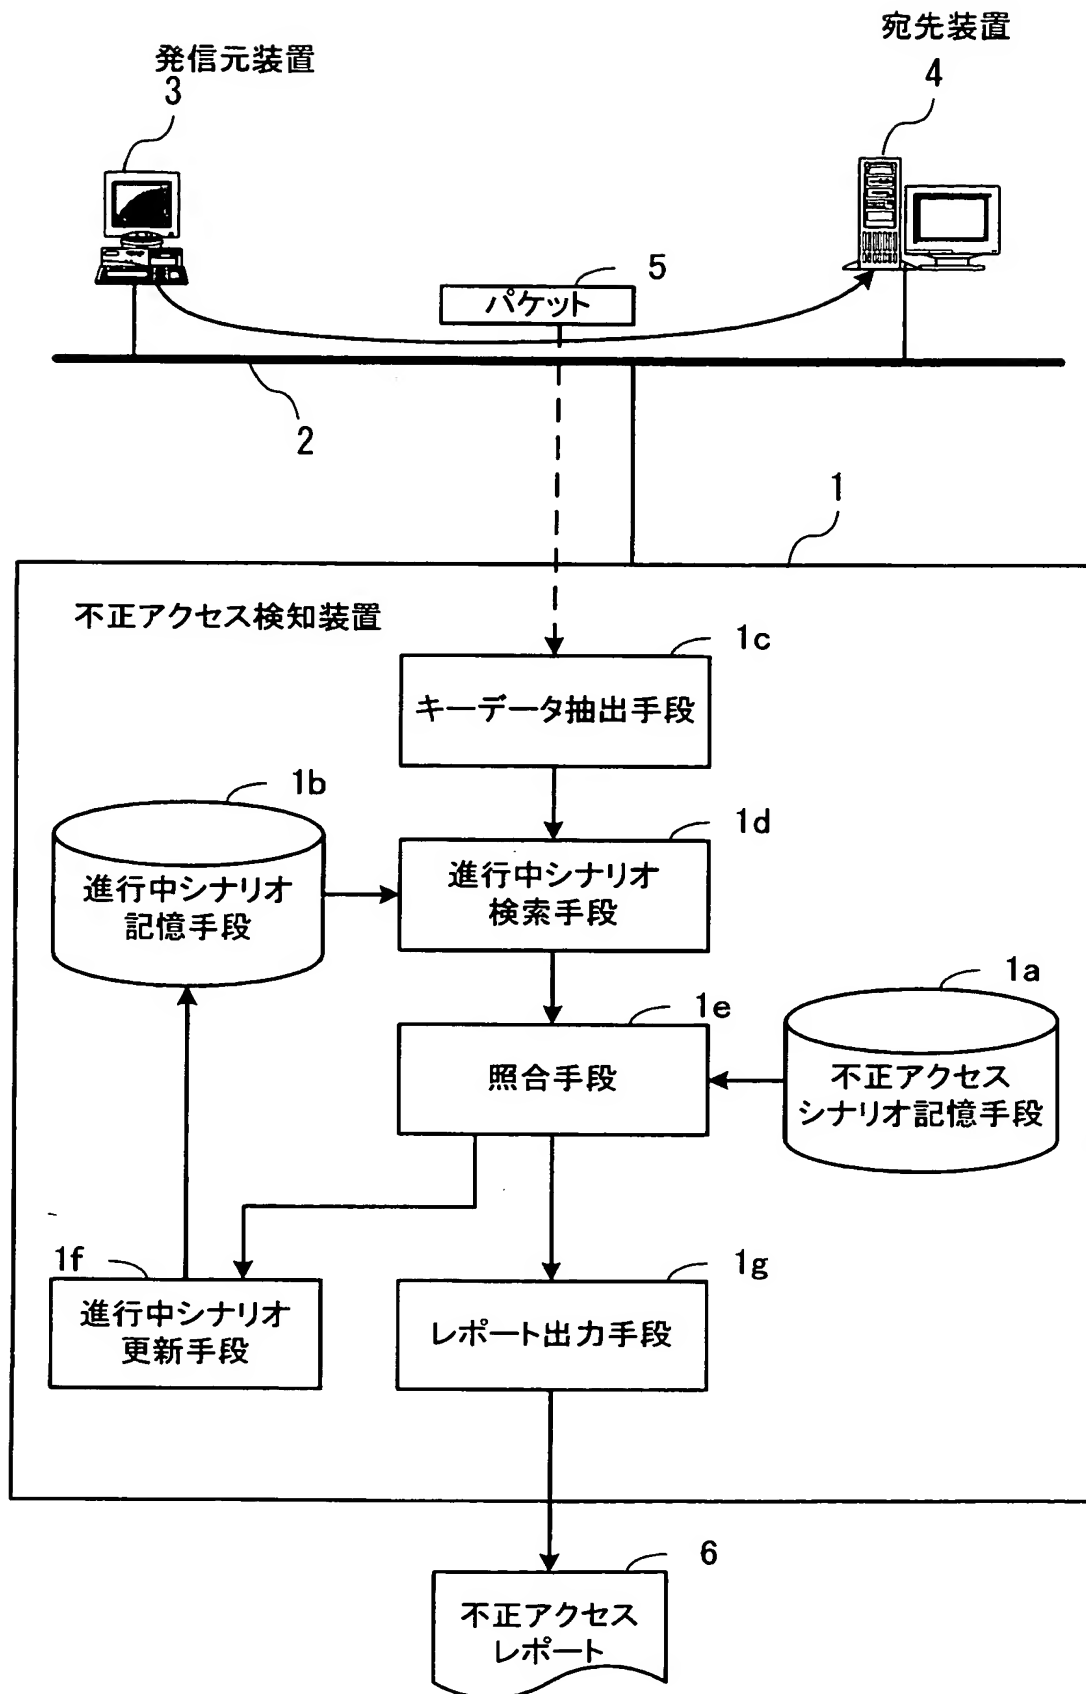 宛先装置
4
発信元装置
3
5
パケット
2
1
不正アクセス検知装置
1c
キーデータ抽出手段
1b
進行中シナリオ
記憶手段
1d
進行中シナリオ
検索手段
1a
不正アクセス
シナリオ記憶手段
1e
照合手段
1f
進行中シナリオ
更新手段
1g
レポート出力手段
6
不正アクセス
レポート